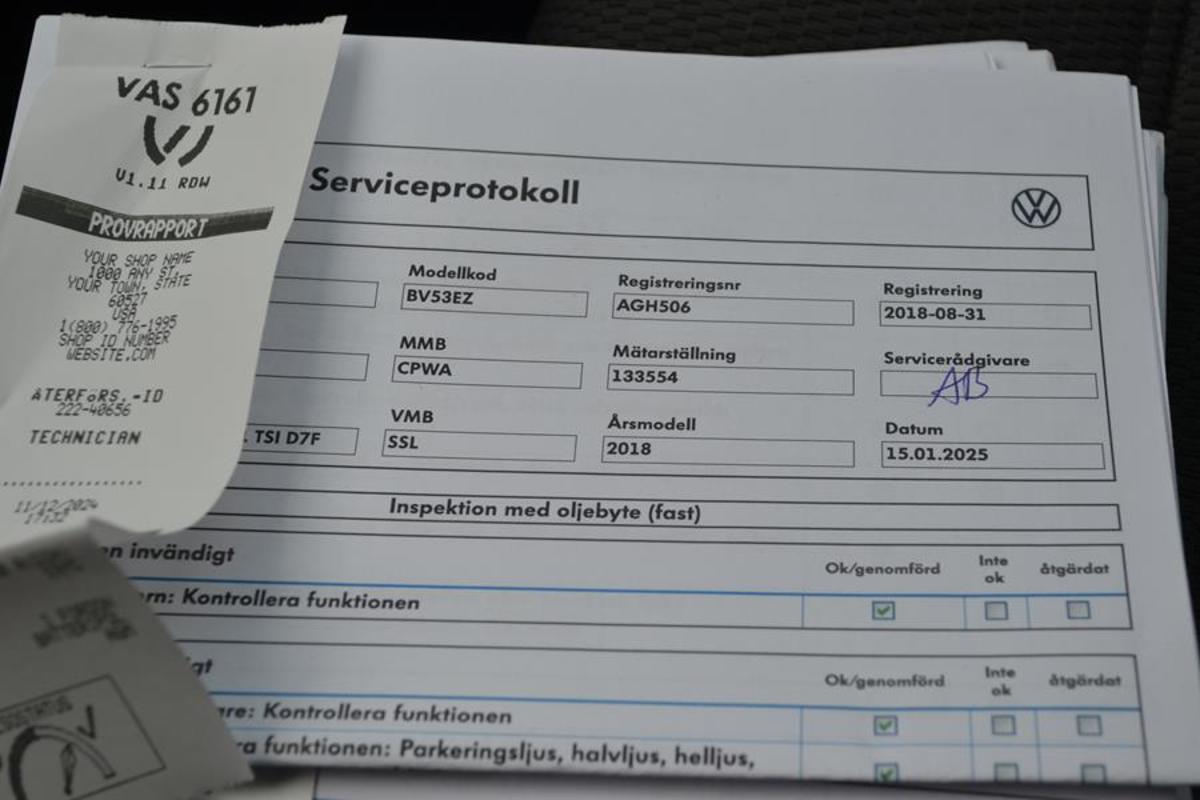 VAS 6161
V1.11 RDW
PROVRAPPORT
YOUR SHOP NAME
1000 ANY ST.
YOUR TOWN, STATE
60527
USA
1(800) 776-1995
SHOP ID NUMBER
WEBSITE.COM
ÅTERFöRS.-ID
222-40656
TECHNICIAN
11/12/2024
17:32
Serviceprotokoll
Modellkod
Registreringsnr
Registrering
BV53EZ
AGH506
2018-08-31
MMB
Mätarställning
Servicerådgivare
CPWA
133554
AB
VMB
Årsmodell
Datum
TSI D7F
SSL
2018
15.01.2025
Inspektion med oljebyte (fast)
invändigt
Ok/genomförd
Inte ok
åtgärdat
Kontrollera funktionen
Ok/genomförd
Inte ok
åtgärdat
Kontrollera funktionen
funktionen: Parkeringsljus, halvljus, helljus,